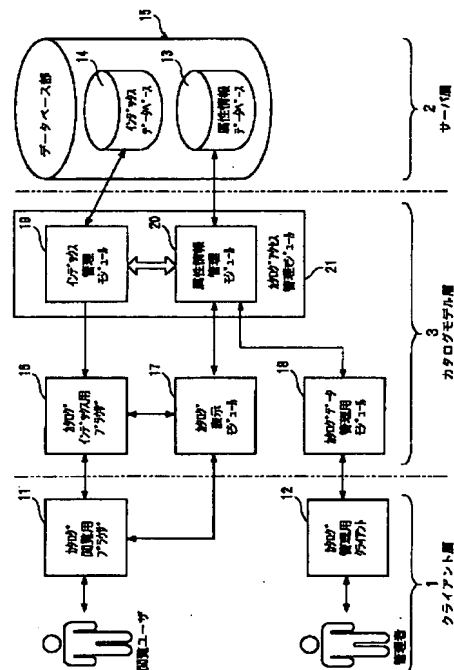 15
データベース部
14
インデックス
データベース
13
属性情報
データベース
2
サーバ層
19
インデックス
管理
モジュール
20
属性情報
管理
モジュール
カタログアクセス
管理モジュール
21
16
カタログ
インデックス用
ブラウザ
17
カタログ
表示
モジュール
18
カタログデータ
管理用
モジュール
3
カタログモデル層
11
カタログ
閲覧用
ブラウザ
12
カタログ
管理用
クライアント
閲覧ユーザ
管理者
1
クライアント層